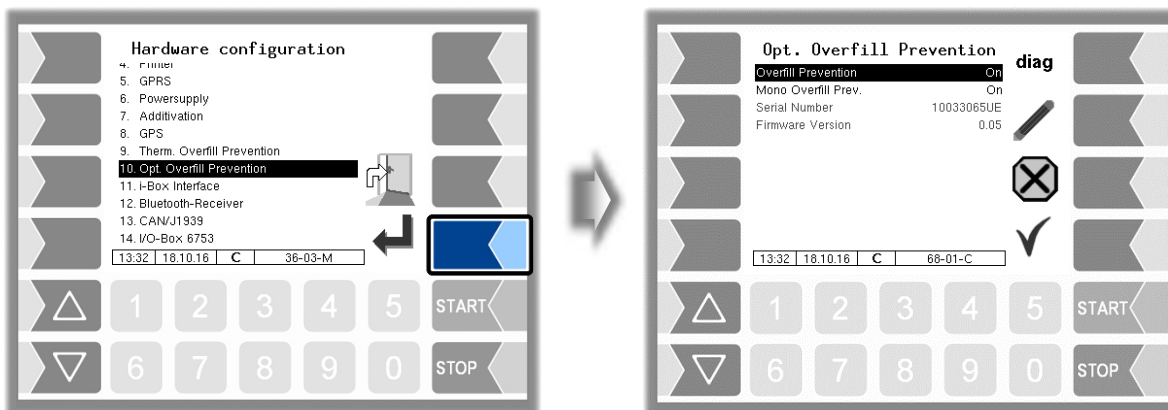 Hardware configuration
4. Printer
5. GPRS
6. Powersupply
7. Additivation
8. GPS
9. Therm. Overfill Prevention
10. Opt. Overfill Prevention
11. i-Box Interface
12. Bluetooth-Receiver
13. CAN/J1939
14. I/O-Box 6753
13:32 18.10.16 C 36-03-M
1 2 3 4 5 START
6 7 8 9 0 STOP
Opt. Overfill Prevention
diag
Overfill Prevention On
Mono Overfill Prev. On
Serial Number 10033065UE
Firmware Version 0.05
13:32 18.10.16 C 68-01-C
1 2 3 4 5 START
6 7 8 9 0 STOP